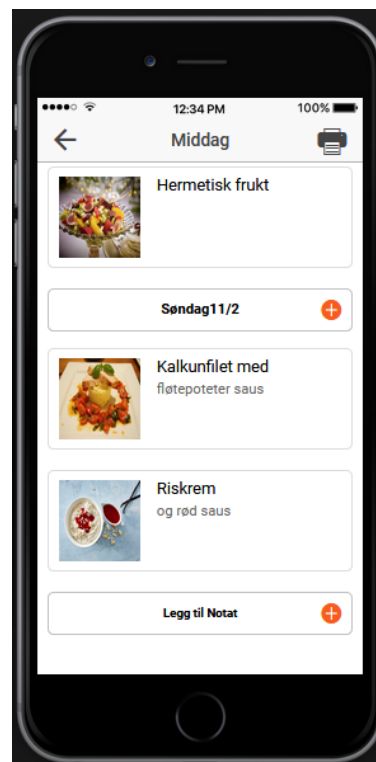 12:34 PM
100%
Middag
Hermetisk frukt
Søndag11/2
Kalkunfilet med
fløtepoteter saus
Riskrem
og rød saus
Legg til Notat